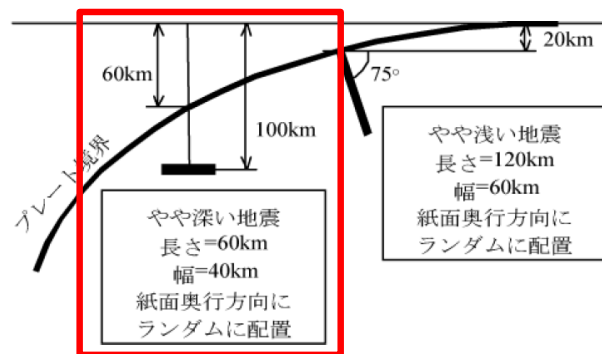 20km
60km
75°
100km
プレート境界
やや浅い地震
長さ=120km
幅=60km
紙面奥行方向に
ランダムに配置
やや深い地震
長さ=60km
幅=40km
紙面奥行方向に
ランダムに配置